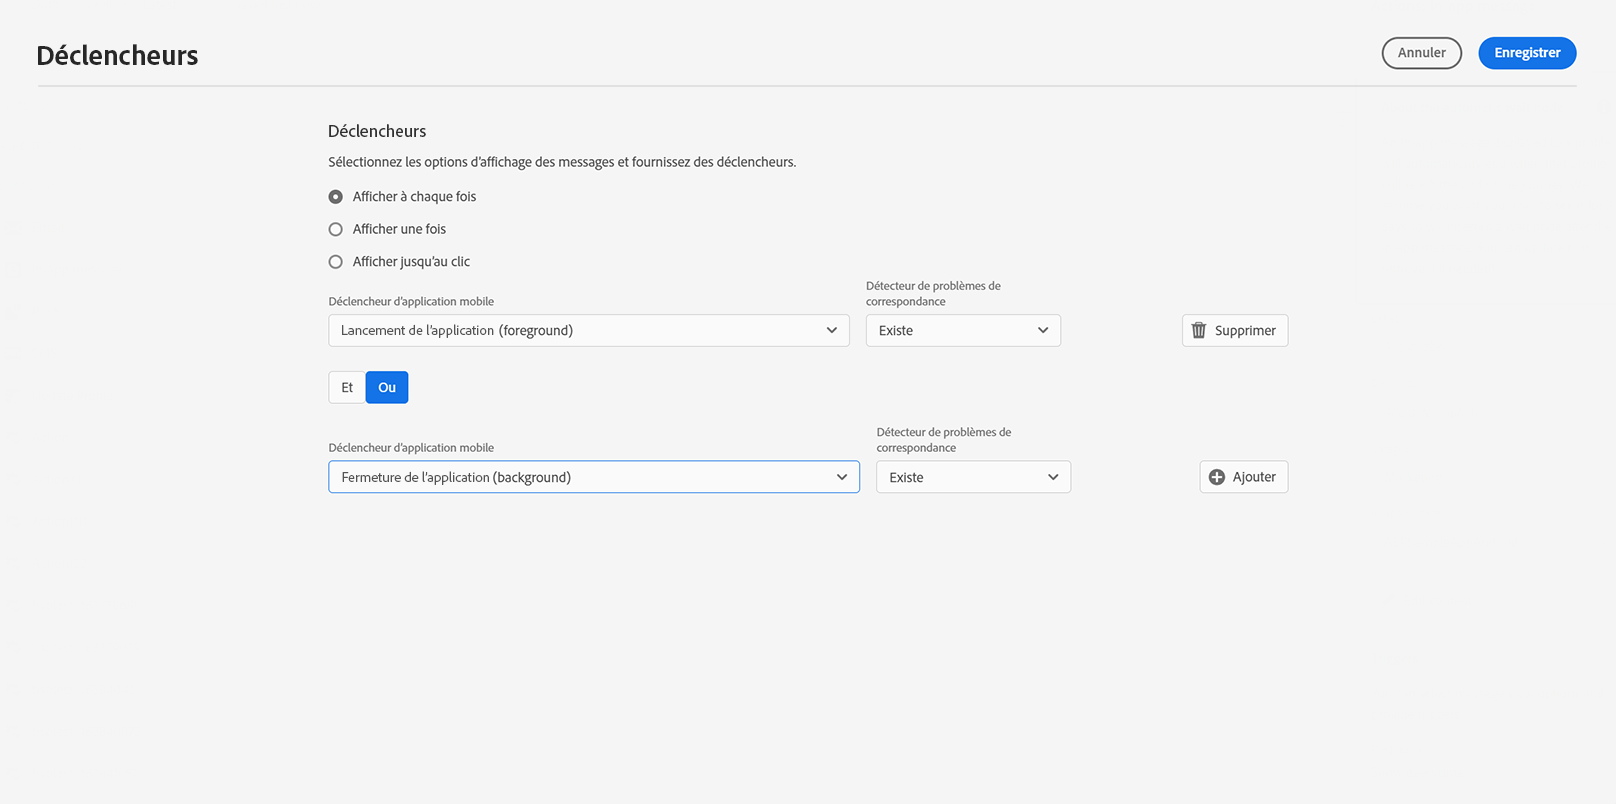 Déclencheurs
Annuler
Enregistrer
Déclencheurs
Sélectionnez les options d'affichage des messages et fournissez des déclencheurs.
Afficher à chaque fois
Afficher une fois
Afficher jusqu'au clic
Déclencheur d'application mobile
Détecteur de problèmes de
correspondance
Lancement de l'application (foreground)
Existe
Supprimer
Et
Ou
Déclencheur d'application mobile
Détecteur de problèmes de
correspondance
Fermeture de l'application (background)
Existe
Ajouter